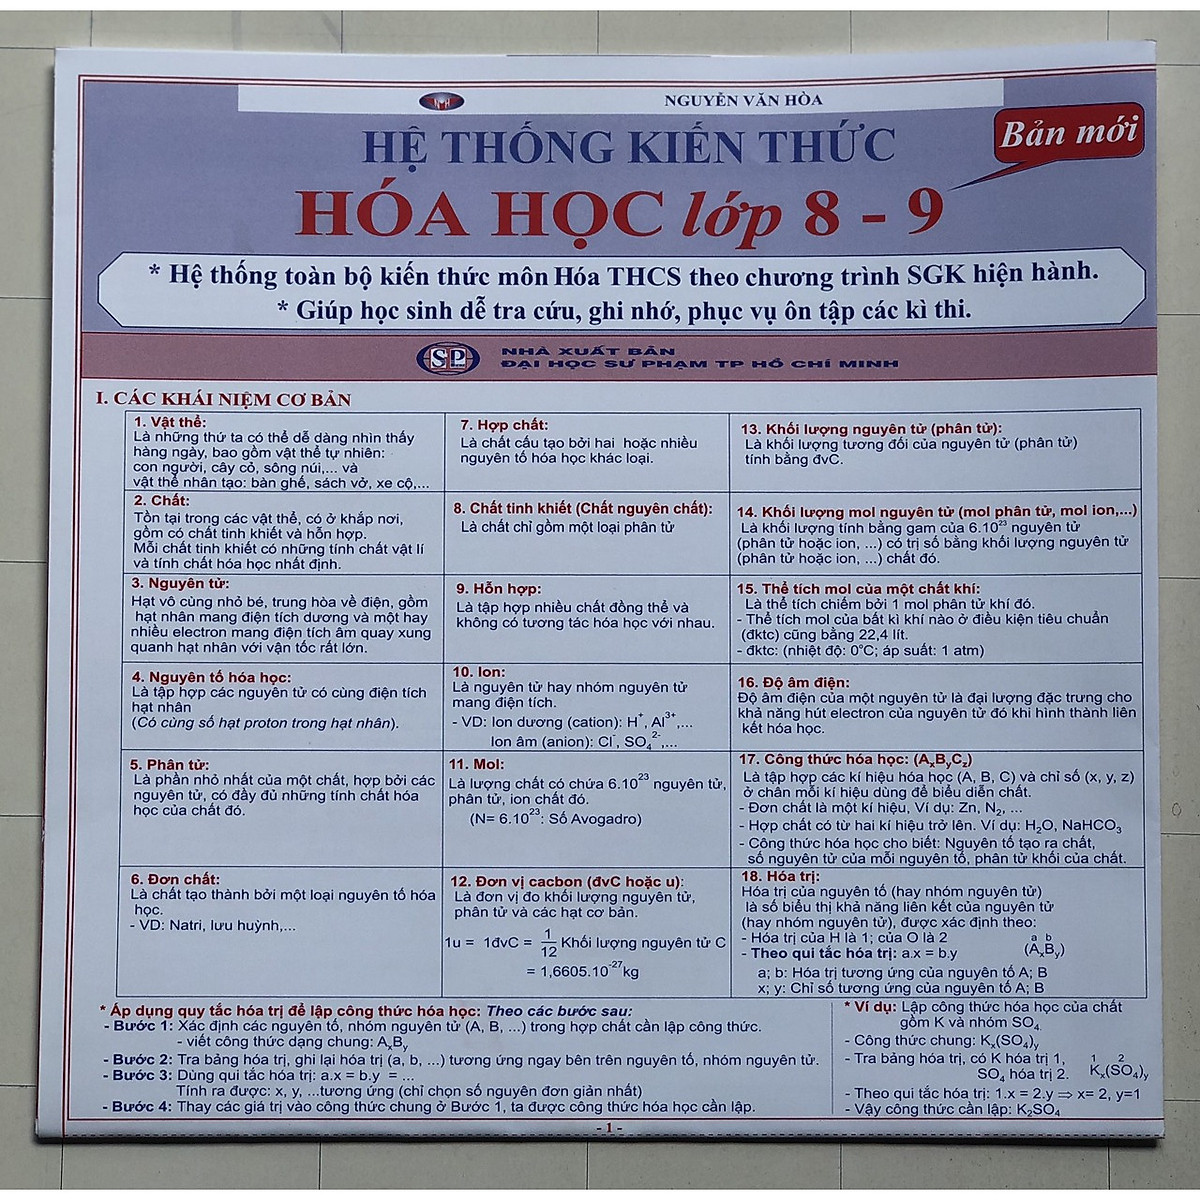 N H
NGUYỄN VĂN HÒA
HỆ THỐNG KIẾN THỨC
Bản mới
HÓA HỌC lớp 8 - 9
* Hệ thống toàn bộ kiến thức môn Hóa THCS theo chương trình SGK hiện hành.
* Giúp học sinh dễ tra cứu, ghi nhớ, phục vụ ôn tập các kì thi.
SP
NHÀ XUẤT BẢN
ĐẠI HỌC SƯ PHẠM TP HỒ CHÍ MINH
I. CÁC KHÁI NIỆM CƠ BẢN
1. Vật thể:
Là những thứ ta có thể dễ dàng nhìn thấy
hàng ngày, bao gồm vật thể tự nhiên:
con người, cây cỏ, sông núi,... và
vật thể nhân tạo: bàn ghế, sách vở, xe cộ,...
2. Chất:
Tồn tại trong các vật thể, có ở khắp nơi,
gồm có chất tinh khiết và hỗn hợp.
Mỗi chất tinh khiết có những tính chất vật lí
và tính chất hóa học nhất định.
3. Nguyên tử:
Hạt vô cùng nhỏ bé, trung hòa về điện, gồm
hạt nhân mang điện tích dương và một hay
nhiều electron mang điện tích âm quay xung
quanh hạt nhân với vận tốc rất lớn.
4. Nguyên tố hóa học:
Là tập hợp các nguyên tử có cùng điện tích
hạt nhân
(Có cùng số hạt proton trong hạt nhân).
5. Phân tử:
Là phần nhỏ nhất của một chất, hợp bởi các
nguyên tử, có đầy đủ những tính chất hóa
học của chất đó.
6. Đơn chất:
Là chất tạo thành bởi một loại nguyên tố hóa
học.
- VD: Natri, lưu huỳnh,...
7. Hợp chất:
Là chất cấu tạo bởi hai hoặc nhiều
nguyên tố hóa học khác loại.
8. Chất tinh khiết (Chất nguyên chất):
Là chất chỉ gồm một loại phân tử
9. Hỗn hợp:
Là tập hợp nhiều chất đồng thể và
không có tương tác hóa học với nhau.
10. Ion:
Là nguyên tử hay nhóm nguyên tử
mang điện tích.
- VD: Ion dương (cation): H⁺, Al³⁺,...
Ion âm (anion): Cl⁻, SO₄²⁻,...
11. Mol:
Là lượng chất có chứa 6.10²³ nguyên tử,
phân tử, ion chất đó.
(N= 6.10²³: Số Avogadro)
12. Đơn vị cacbon (đvC hoặc u):
Là đơn vị đo khối lượng nguyên tử,
phân tử và các hạt cơ bản.
1u = 1đvC = 1/12 Khối lượng nguyên tử C
= 1,6605.10⁻²⁷kg
13. Khối lượng nguyên tử (phân tử):
Là khối lượng tương đối của nguyên tử (phân tử)
tính bằng đvC.
14. Khối lượng mol nguyên tử (mol phân tử, mol ion,...)
Là khối lượng tính bằng gam của 6.10²³ nguyên tử
(phân tử hoặc ion, ...) có trị số bằng khối lượng nguyên tử
(phân tử hoặc ion, ...) chất đó.
15. Thể tích mol của một chất khí:
Là thể tích chiếm bởi 1 mol phân tử khí đó.
- Thể tích mol của bất kì khí nào ở điều kiện tiêu chuẩn
(đktc) cũng bằng 22,4 lít.
- đktc: (nhiệt độ: 0°C; áp suất: 1 atm)
16. Độ âm điện:
Độ âm điện của một nguyên tử là đại lượng đặc trưng cho
khả năng hút electron của nguyên tử đó khi hình thành liên
kết hóa học.
17. Công thức hóa học: (AₓBᵧC𝓏)
Là tập hợp các kí hiệu hóa học (A, B, C) và chỉ số (x, y, z)
ở chân mỗi kí hiệu dùng để biểu diễn chất.
- Đơn chất là một kí hiệu, Ví dụ: Zn, N₂, ...
- Hợp chất có từ hai kí hiệu trở lên. Ví dụ: H₂O, NaHCO₃
- Công thức hóa học cho biết: Nguyên tố tạo ra chất,
số nguyên tử của mỗi nguyên tố, phân tử khối của chất.
18. Hóa trị:
Hóa trị của nguyên tố (hay nhóm nguyên tử)
là số biểu thị khả năng liên kết của nguyên tử
(hay nhóm nguyên tử), được xác định theo:
- Hóa trị của H là 1; của O là 2
a b
- Theo qui tắc hóa trị: a.x = b.y (AₓBᵧ)
a; b: Hóa trị tương ứng của nguyên tố A; B
x; y: Chỉ số tương ứng của nguyên tố A; B
* Áp dụng quy tắc hóa trị để lập công thức hóa học: Theo các bước sau:
- Bước 1: Xác định các nguyên tố, nhóm nguyên tử (A, B, ...) trong hợp chất cần lập công thức.
- viết công thức dạng chung: AₓBᵧ
- Bước 2: Tra bảng hóa trị, ghi lại hóa trị (a, b, ...) tương ứng ngay bên trên nguyên tố, nhóm nguyên tử.
- Bước 3: Dùng qui tắc hóa trị: a.x = b.y = ...
Tính ra được: x, y, ...tương ứng (chỉ chọn số nguyên đơn giản nhất)
- Bước 4: Thay các giá trị vào công thức chung ở Bước 1, ta được công thức hóa học cần lập.
* Ví dụ: Lập công thức hóa học của chất
gồm K và nhóm SO₄.
- Công thức chung: Kₓ(SO₄)ᵧ
- Tra bảng hóa trị, có K hóa trị 1,
1 2
SO₄ hóa trị 2. Kₓ(SO₄)ᵧ
- Theo qui tắc hóa trị: 1.x = 2.y ⇒ x= 2, y=1
- Vậy công thức cần lập: K₂SO₄
- 1 -